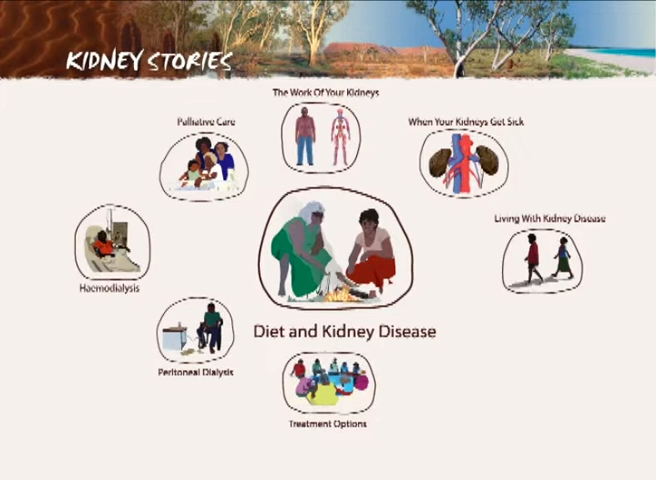 KIDNEY STORIES
The Work Of Your Kidneys
Palliative Care
When Your Kidneys Get Sick
Living With Kidney Disease
Haemodialysis
Diet and Kidney Disease
Peritoneal Dialysis
Treatment Options